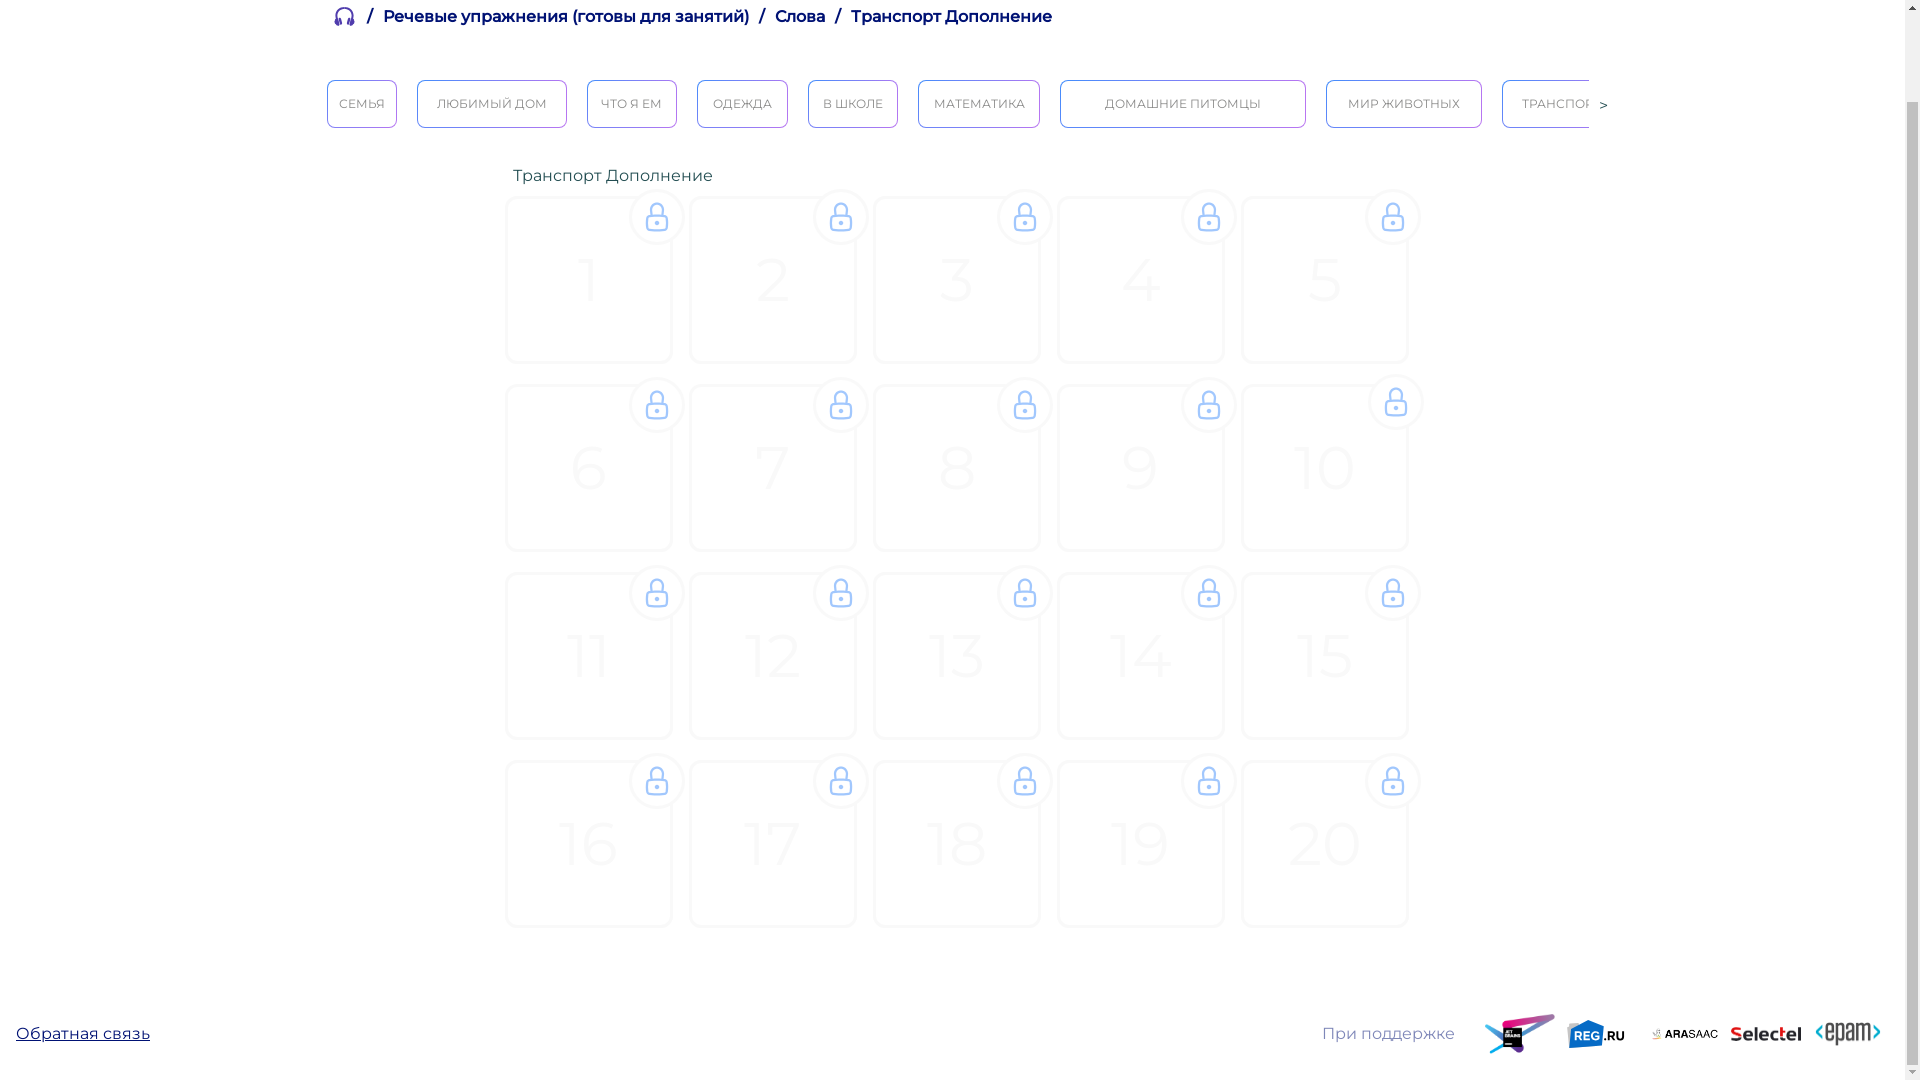 / Речевые упражнения (готовы для занятий) / Слова / Транспорт Дополнение
СЕМЬЯ ЛЮБИМЫЙ ДОМ ЧТО Я ЕМ ОДЕЖДА В ШКОЛЕ МАТЕМАТИКА ДОМАШНИЕ ПИТОМЦЫ МИР ЖИВОТНЫХ ТРАНСПОР >
Транспорт Дополнение
1 2 3 4 5
6 7 8 9 10
11 12 13 14 15
16 17 18 19 20
Обратная связь При поддержке JET BRAINS REG.RU ARASAAC Selectel <epam>